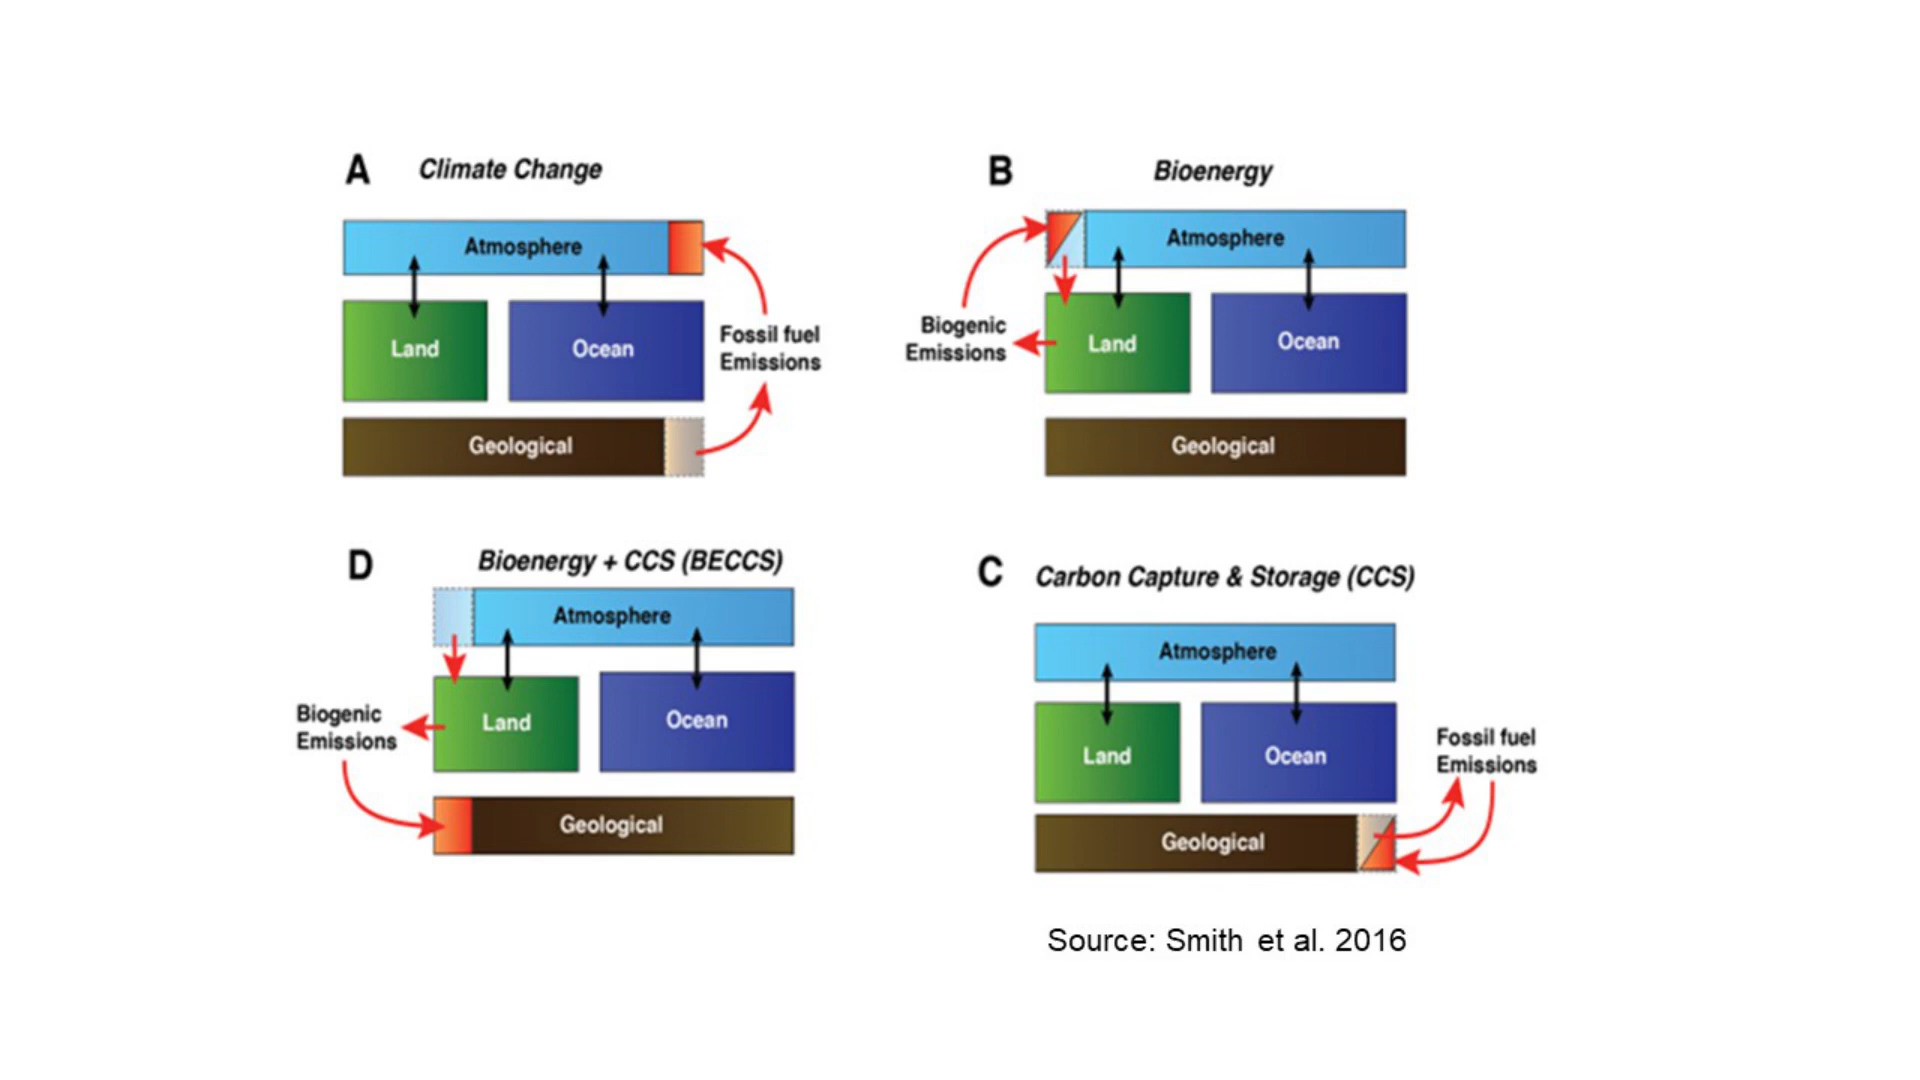 A Climate Change
Atmosphere
Land
Ocean
Fossil fuel
Emissions
Geological
B Bioenergy
Atmosphere
Biogenic
Emissions
Land
Ocean
Geological
D Bioenergy + CCS (BECCS)
Atmosphere
Biogenic
Emissions
Land
Ocean
Geological
C Carbon Capture & Storage (CCS)
Atmosphere
Land
Ocean
Fossil fuel
Emissions
Geological
Source: Smith et al. 2016